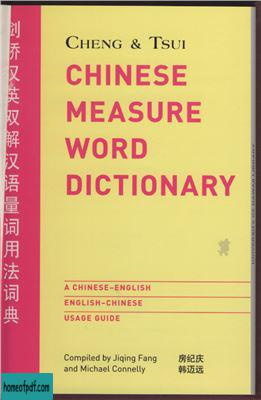 剑桥汉英双解汉语量词用法词典
CHENG & TSUI
CHINESE
MEASURE
WORD
DICTIONARY
A CHINESE–ENGLISH
ENGLISH–CHINESE
USAGE GUIDE
Compiled by Jiqing Fang
and Michael Connelly
房纪庆
韩迈远
homeofpdf.com